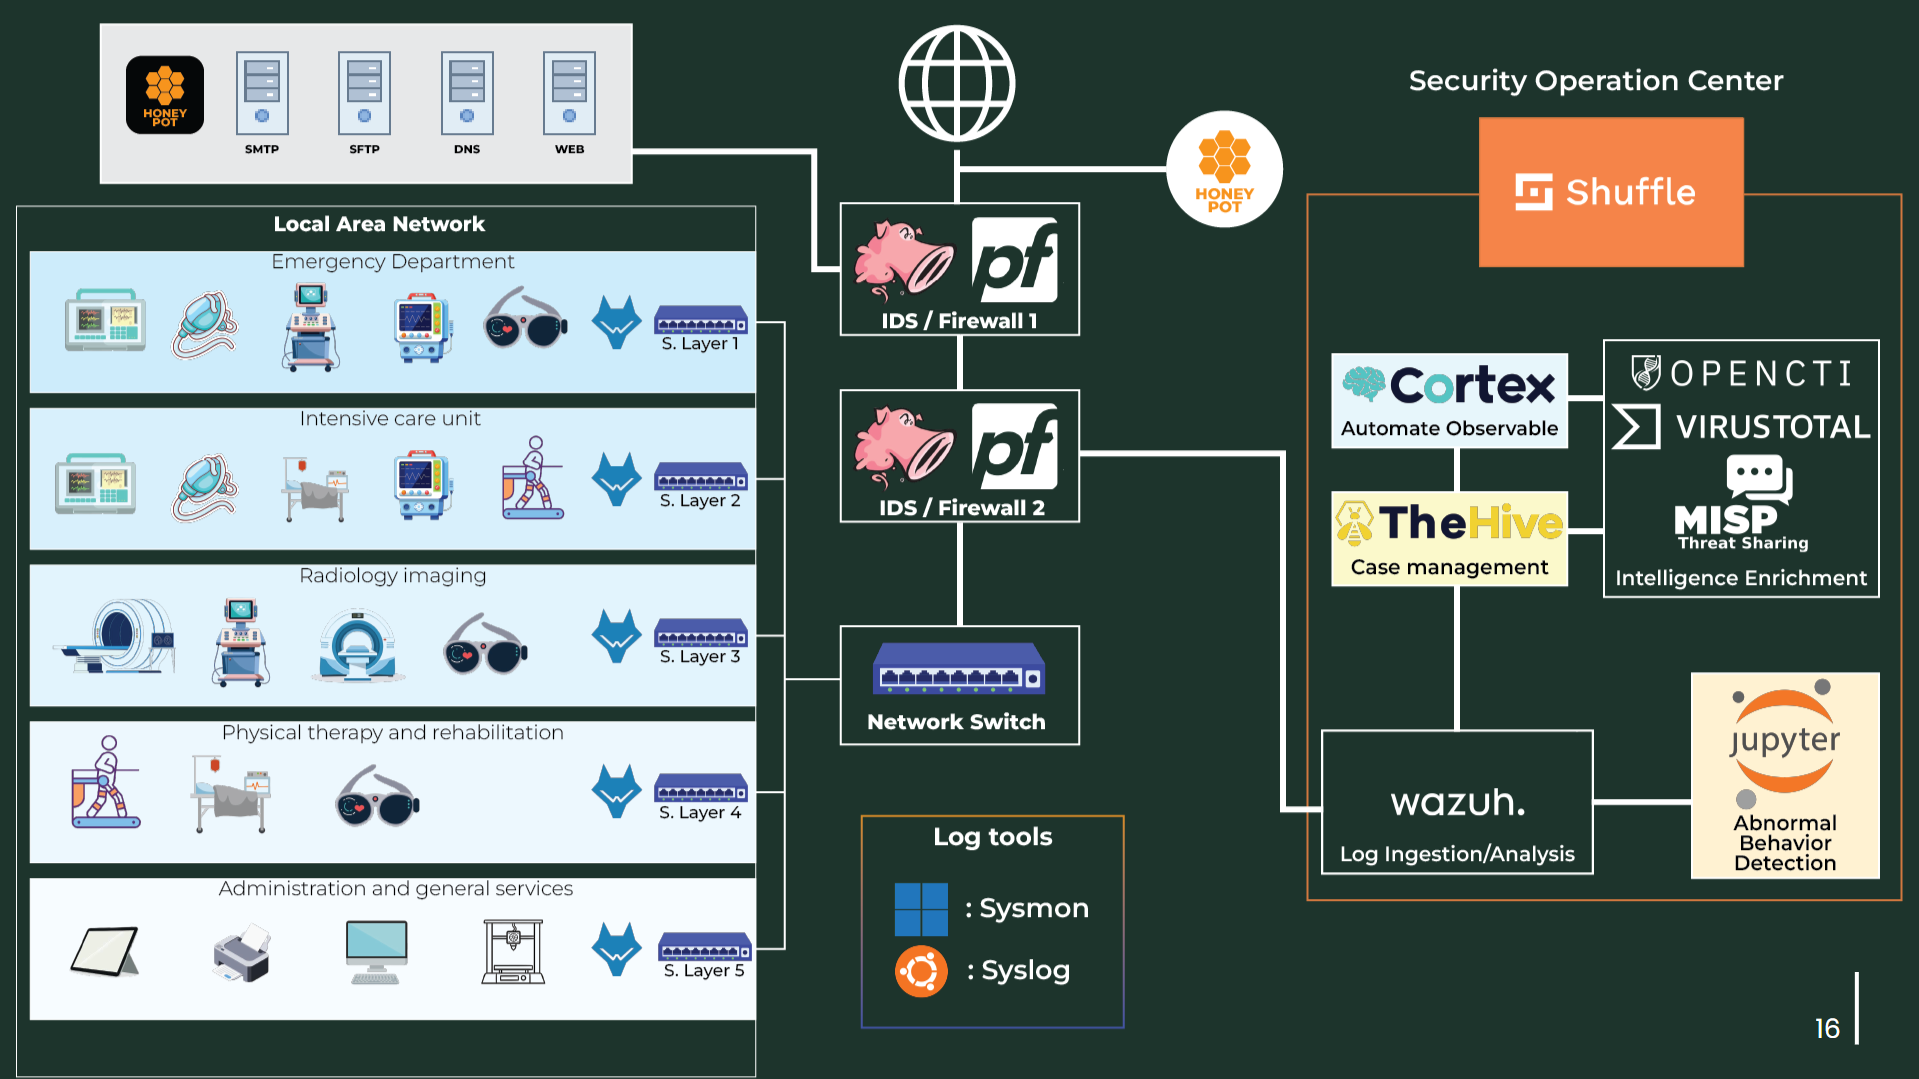 HONEY
POT
SMTP
SFTP
DNS
WEB
HONEY
POT
Security Operation Center
Shuffle
Local Area Network
Emergency Department
S. Layer 1
Intensive care unit
S. Layer 2
Radiology imaging
S. Layer 3
Physical therapy and rehabilitation
S. Layer 4
Administration and general services
S. Layer 5
pf
IDS / Firewall 1
pf
IDS / Firewall 2
Network Switch
Log tools
: Sysmon
: Syslog
Cortex
Automate Observable
TheHive
Case management
OPENCTI
VIRUSTOTAL
MISP
Threat Sharing
Intelligence Enrichment
wazuh.
Log Ingestion/Analysis
jupyter
Abnormal
Behavior
Detection
16